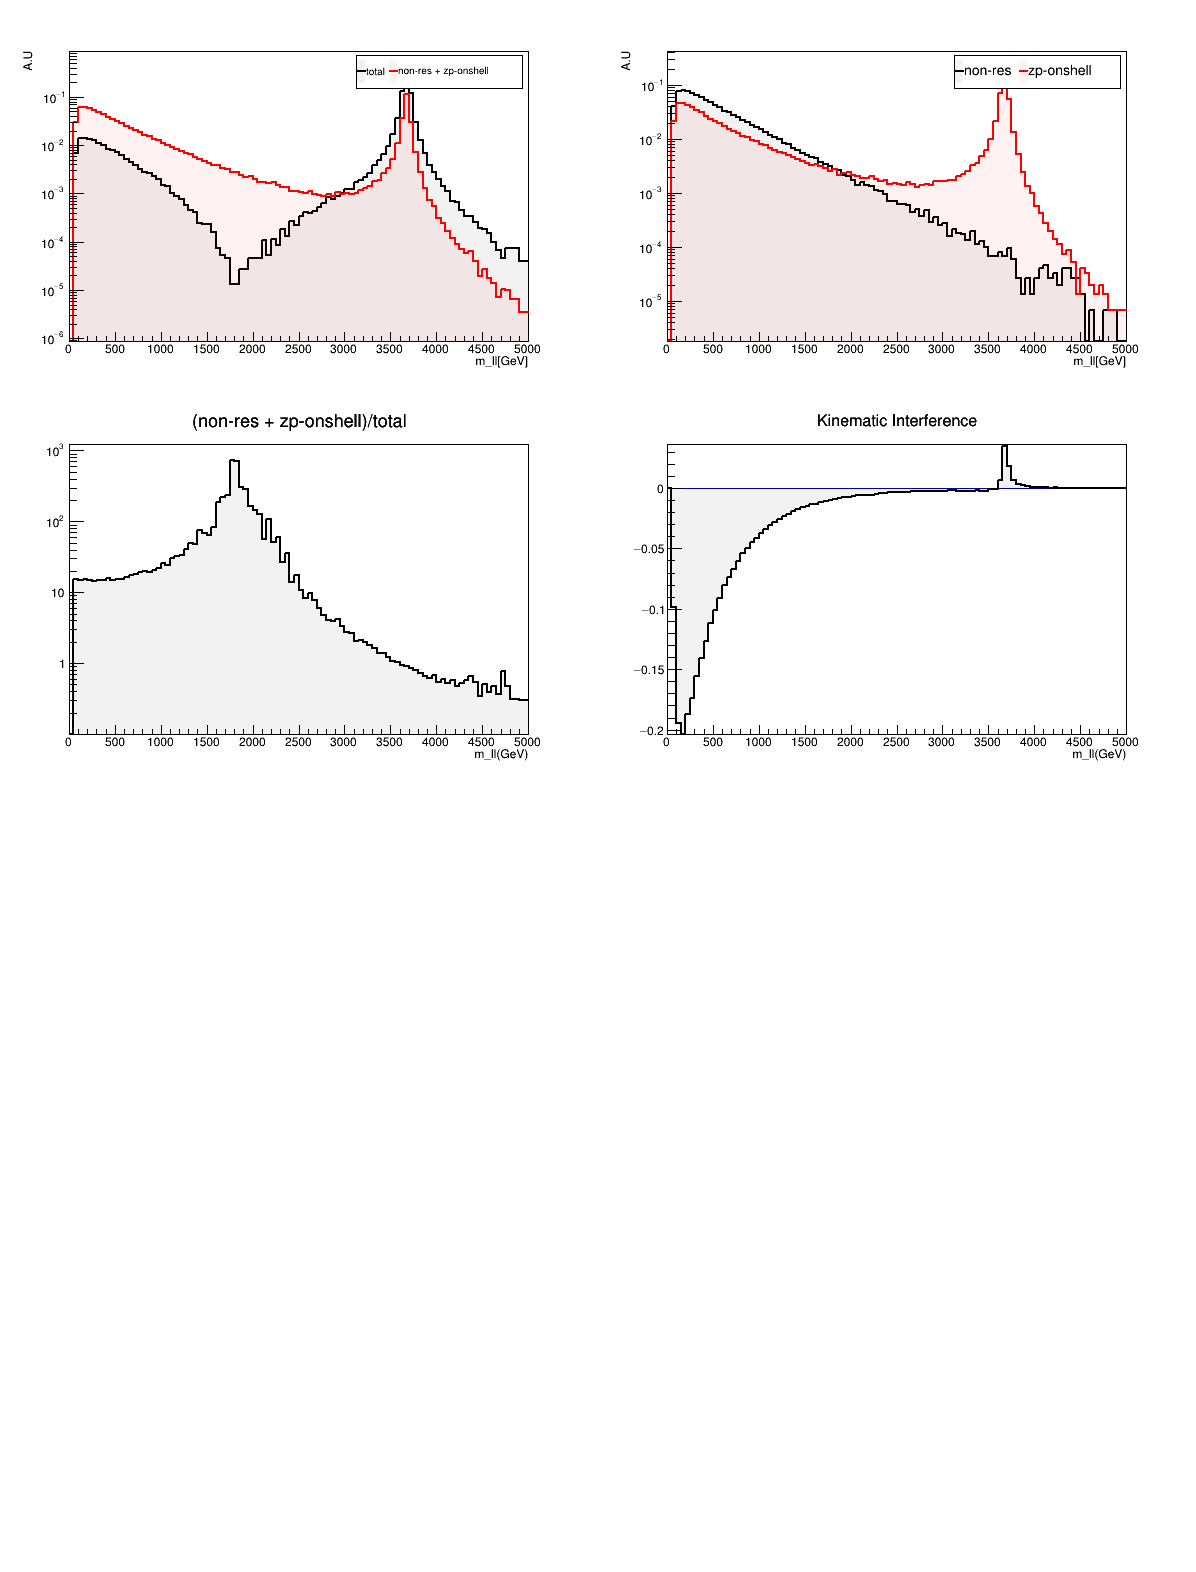 A.U
total non-res + zp-onshell
10⁻¹
10⁻²
10⁻³
10⁻⁴
10⁻⁵
10⁻⁶
0 500 1000 1500 2000 2500 3000 3500 4000 4500 5000
m_ll[GeV]
A.U
non-res zp-onshell
10⁻¹
10⁻²
10⁻³
10⁻⁴
10⁻⁵
0 500 1000 1500 2000 2500 3000 3500 4000 4500 5000
m_ll[GeV]
(non-res + zp-onshell)/total
10³
10²
10
1
0 500 1000 1500 2000 2500 3000 3500 4000 4500 5000
m_ll(GeV)
Kinematic Interference
0
−0.05
−0.1
−0.15
−0.2
0 500 1000 1500 2000 2500 3000 3500 4000 4500 5000
m_ll(GeV)